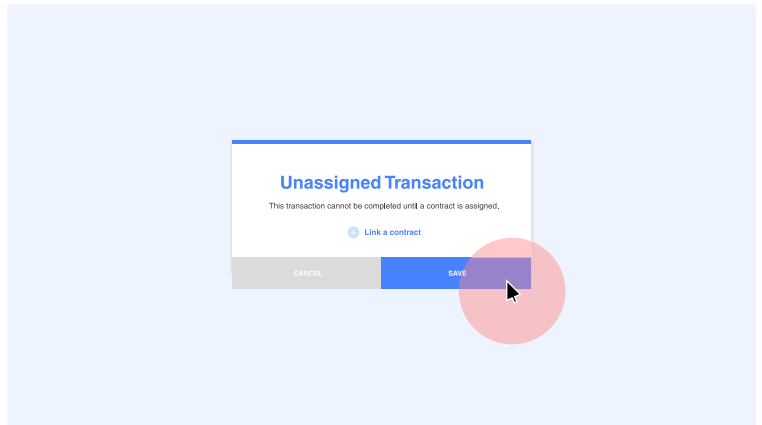 Unassigned Transaction
This transaction cannot be completed until a contract is assigned.
Link a contract
CANCEL
SAVE